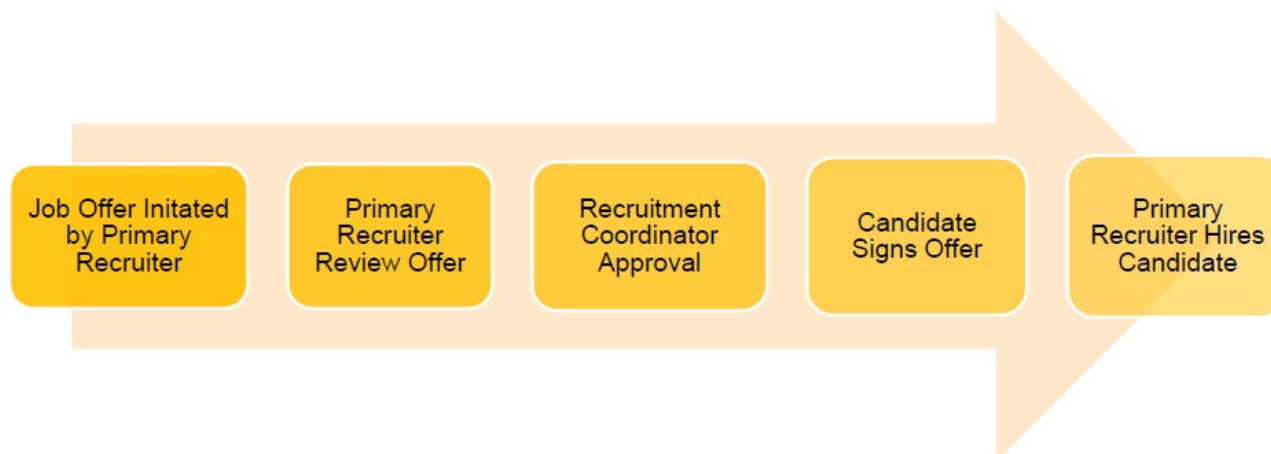 Job Offer Initated
by Primary
Recruiter
Primary
Recruiter
Review Offer
Recruitment
Coordinator
Approval
Candidate
Signs Offer
Primary
Recruiter Hires
Candidate